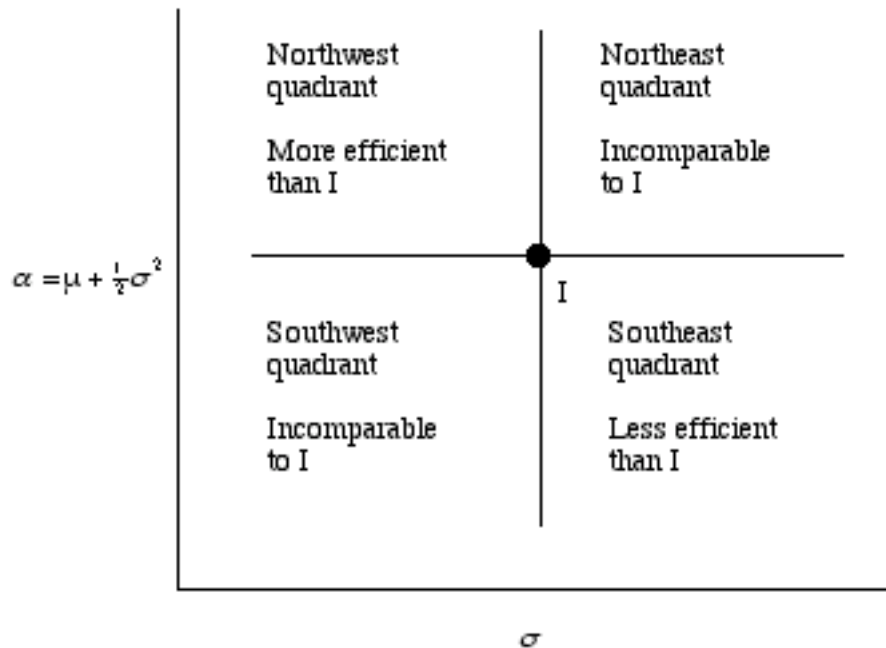 Northwest
quadrant
More efficient
than I
Northeast
quadrant
Incomparable
to I
α = μ + ½σ²
I
Southwest
quadrant
Incomparable
to I
Southeast
quadrant
Less efficient
than I
σ